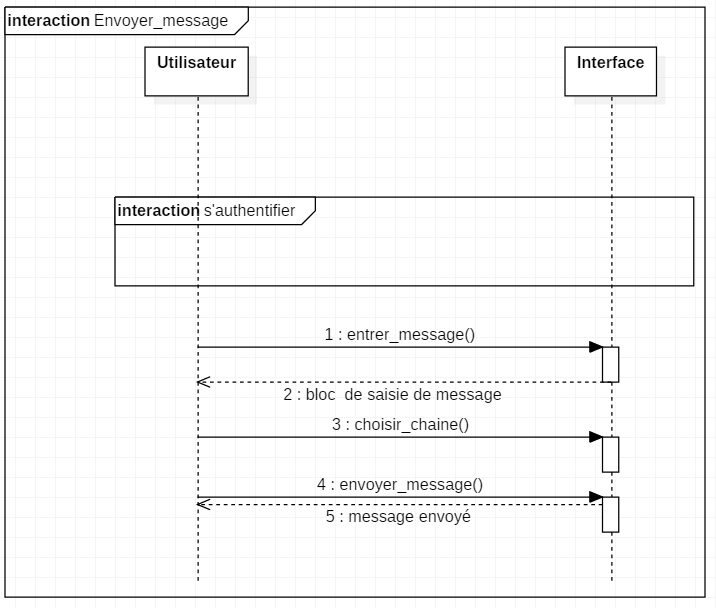 interaction Envoyer_message
Utilisateur
Interface
interaction s'authentifier
1 : entrer_message()
2 : bloc  de saisie de message
3 : choisir_chaine()
4 : envoyer_message()
5 : message envoyé